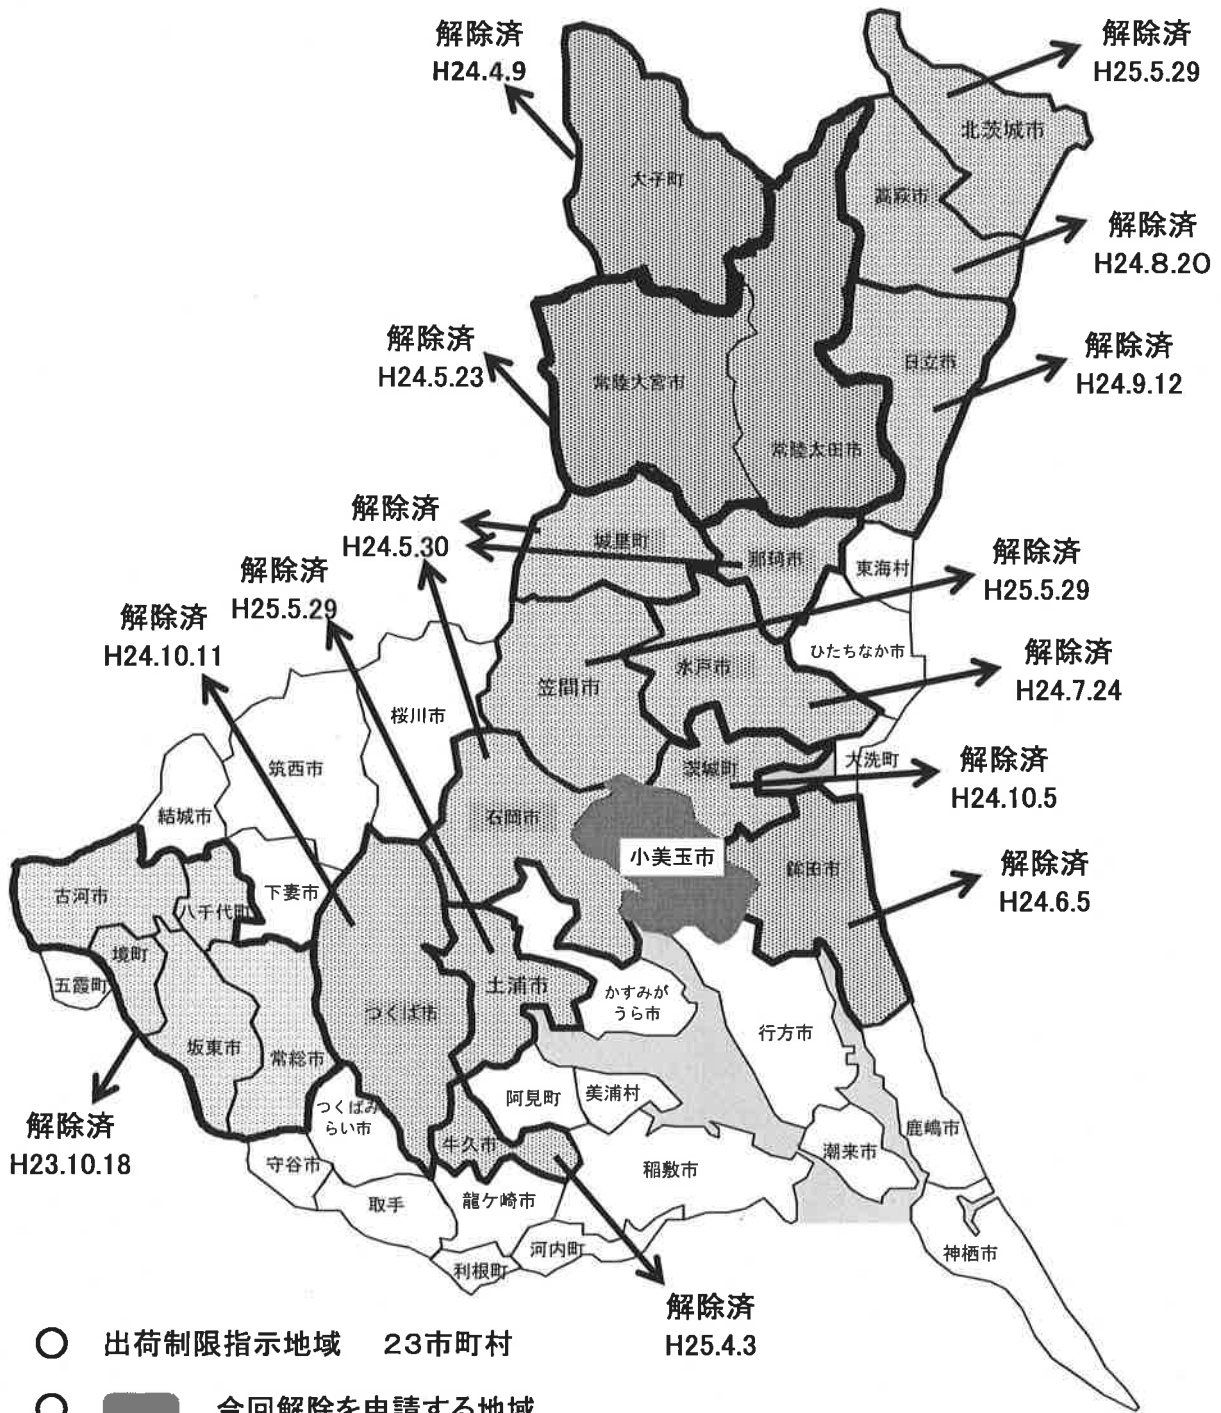 解除済
H24.4.9
解除済
H25.5.29
北茨城市
大子町
高萩市
解除済
H24.8.20
解除済
H24.5.23
常陸大宮市
日立市
解除済
H24.9.12
常陸太田市
解除済
H24.5.30
城里町
那珂市
東海村
解除済
H25.5.29
解除済
H25.5.29
解除済
H24.10.11
ひたちなか市
水戸市
笠間市
解除済
H24.7.24
桜川市
筑西市
茨城町
大洗町
解除済
H24.10.5
結城市
石岡市
小美玉市
鉾田市
解除済
H24.6.5
古河市
八千代町
下妻市
境町
五霞町
つくば市
土浦市
かすみが
うら市
行方市
坂東市
常総市
阿見町
美浦村
解除済
H23.10.18
つくばみ
らい市
牛久市
鹿嶋市
潮来市
守谷市
稲敷市
取手
龍ケ崎市
河内町
利根町
神栖市
解除済
H25.4.3
○ 出荷制限指示地域 23市町村
○ 今回解除を申請する地域